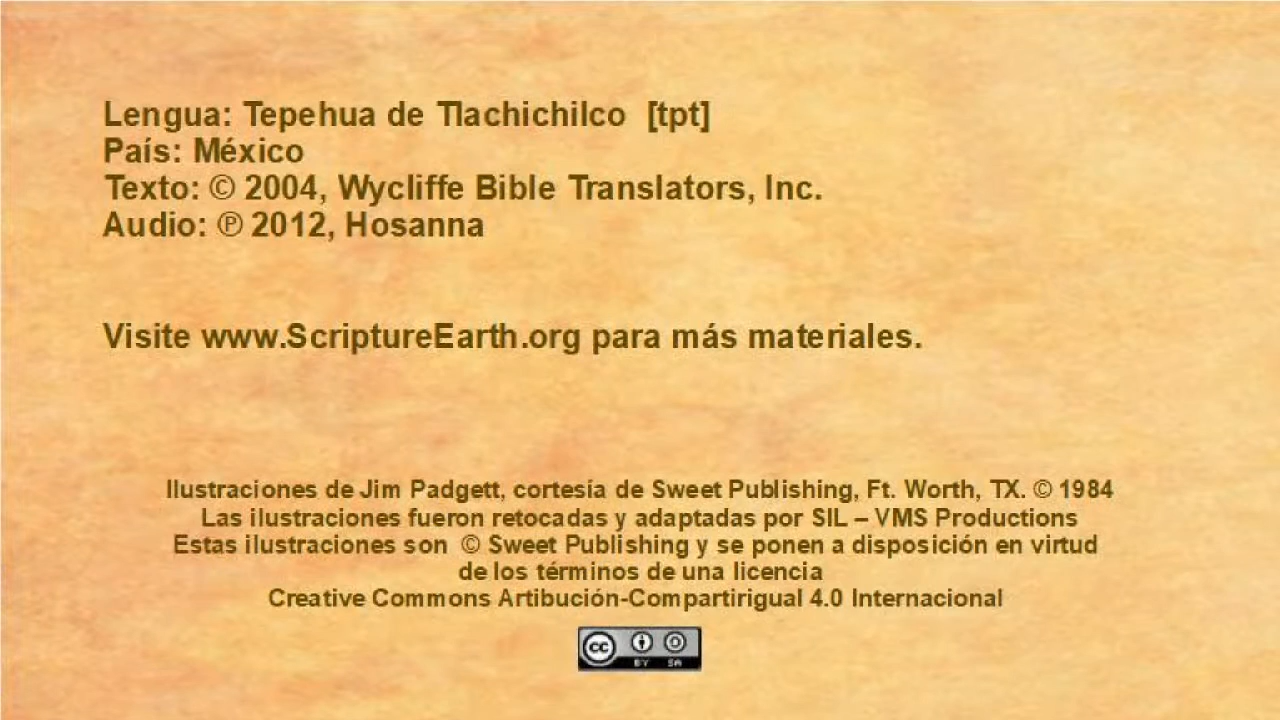 Lengua: Tepehua de Tlachichilco [tpt]
País: México
Texto: © 2004, Wycliffe Bible Translators, Inc.
Audio: ℗ 2012, Hosanna
Visite www.ScriptureEarth.org para más materiales.
Ilustraciones de Jim Padgett, cortesía de Sweet Publishing, Ft. Worth, TX. © 1984
Las ilustraciones fueron retocadas y adaptadas por SIL – VMS Productions
Estas ilustraciones son © Sweet Publishing y se ponen a disposición en virtud
de los términos de una licencia
Creative Commons Artibución-Compartirigual 4.0 Internacional
cc BY SA